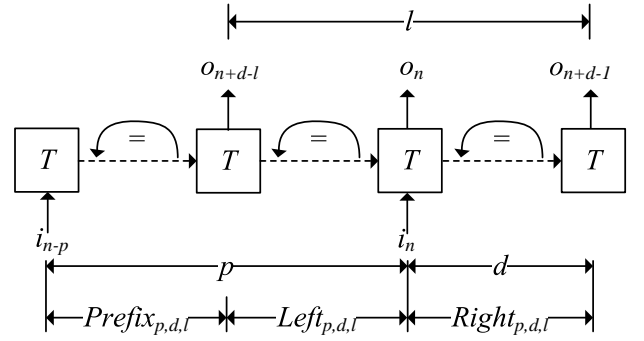 l
o_{n+d-l} o_n o_{n+d-1}
= = =
T T T T
i_{n-p} i_n
p d
Prefix_{p,d,l} Left_{p,d,l} Right_{p,d,l}